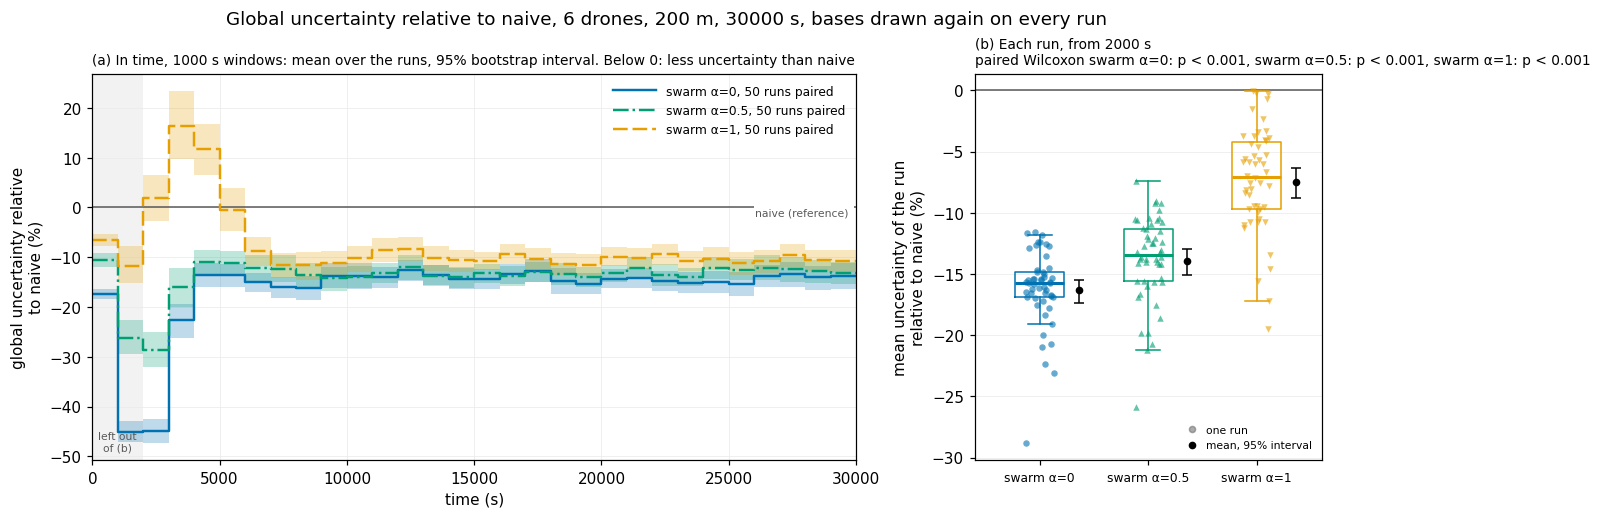 Global uncertainty relative to naive, 6 drones, 200 m, 30000 s, bases drawn again on every run
(a) In time, 1000 s windows: mean over the runs, 95% bootstrap interval. Below 0: less uncertainty than naive
global uncertainty relative
to naive (%)
20
10
0
−10
−20
−30
−40
−50
swarm α=0, 50 runs paired
swarm α=0.5, 50 runs paired
swarm α=1, 50 runs paired
naive (reference)
left out
of (b)
0
5000
10000
15000
20000
25000
30000
time (s)
(b) Each run, from 2000 s
paired Wilcoxon swarm α=0: p < 0.001, swarm α=0.5: p < 0.001, swarm α=1: p < 0.001
mean uncertainty of the run
relative to naive (%)
0
−5
−10
−15
−20
−25
−30
one run
mean, 95% interval
swarm α=0
swarm α=0.5
swarm α=1